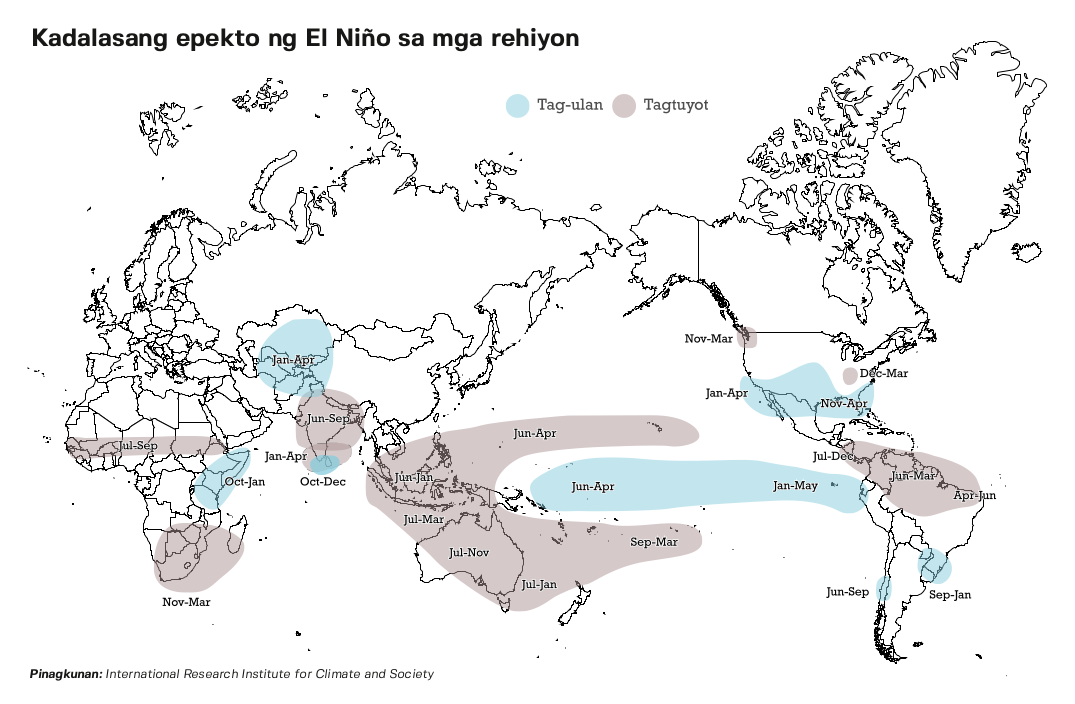 Kadalasang epekto ng El Niño sa mga rehiyon
Tag-ulan
Tagtuyot
Nov-Mar
Jan-Apr
Dec-Mar
Jan-Apr
Nov-Apr
Jun-Sep
Jun-Apr
Jul-Sep
Jan-Apr
Jul-Dec
Jun-Jan
Jun-Mar
Oct-Jan
Oct-Dec
Jun-Apr
Jan-May
Apr-Jun
Jul-Mar
Sep-Mar
Jul-Nov
Jul-Jan
Jun-Sep
Sep-Jan
Nov-Mar
Pinagkunan: International Research Institute for Climate and Society